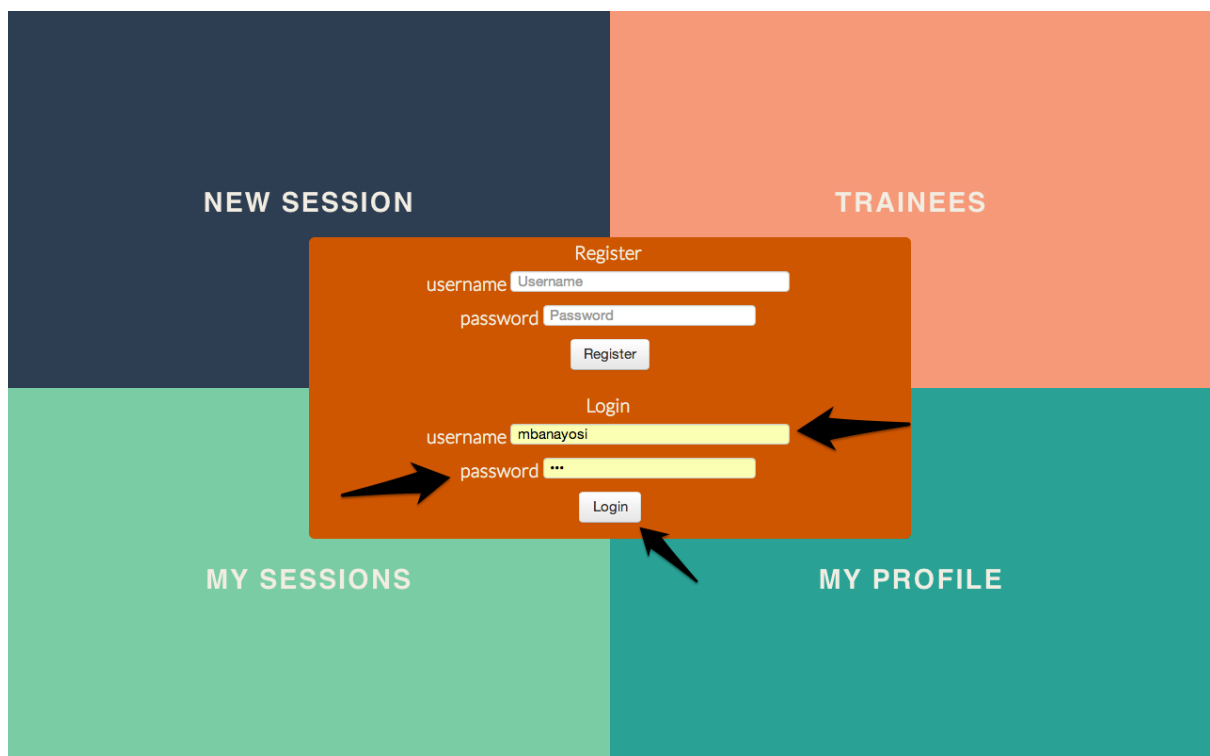 NEW SESSION
TRAINEES
Register
username Username
password Password
Register
Login
username mbanayosi
password •••
Login
MY SESSIONS
MY PROFILE